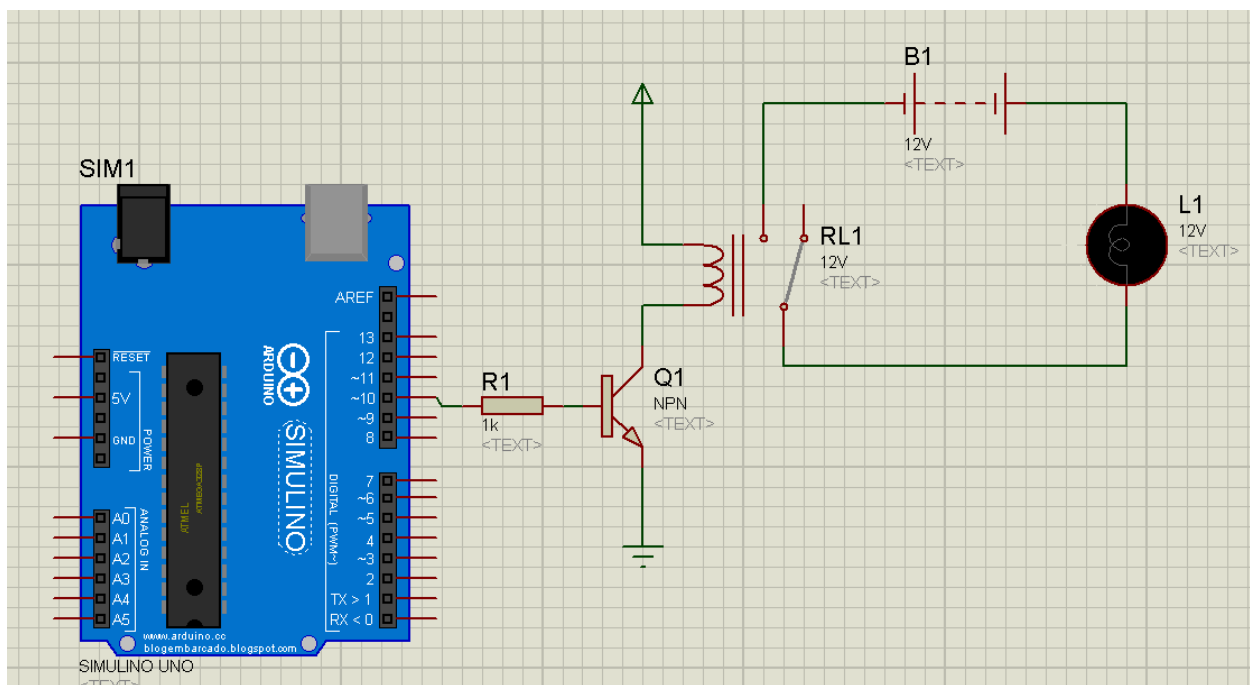 B1
12V
<TEXT>
SIM1
L1
12V
<TEXT>
RL1
12V
<TEXT>
AREF
13
12
~11
~10
~9
8
RESET
5V
GND
POWER
ARDUINO
SIMULINO
R1
1k
<TEXT>
Q1
NPN
<TEXT>
ATMEL
DIGITAL (PWM~)
7
~6
~5
4
~3
2
TX > 1
RX < 0
ANALOG IN
A0
A1
A2
A3
A4
A5
www.arduino.cc
blogembarcado.blogspot.com
SIMULINO UNO
<TEXT>